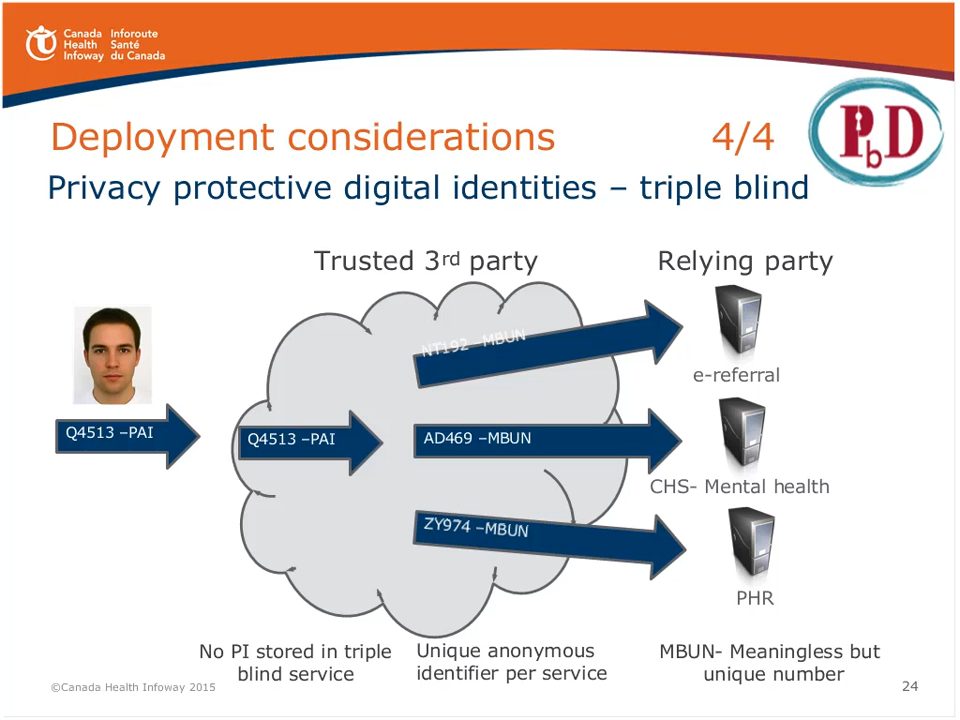 Canada Inforoute
Health Santé
Infoway du Canada
Deployment considerations 4/4
PbD
Privacy protective digital identities – triple blind
Trusted 3rd party Relying party
NT192 –MBUN
e-referral
Q4513 –PAI
Q4513 –PAI
AD469 –MBUN
CHS- Mental health
ZY974 –MBUN
PHR
No PI stored in triple
blind service
Unique anonymous
identifier per service
MBUN- Meaningless but
unique number
©Canada Health Infoway 2015
24